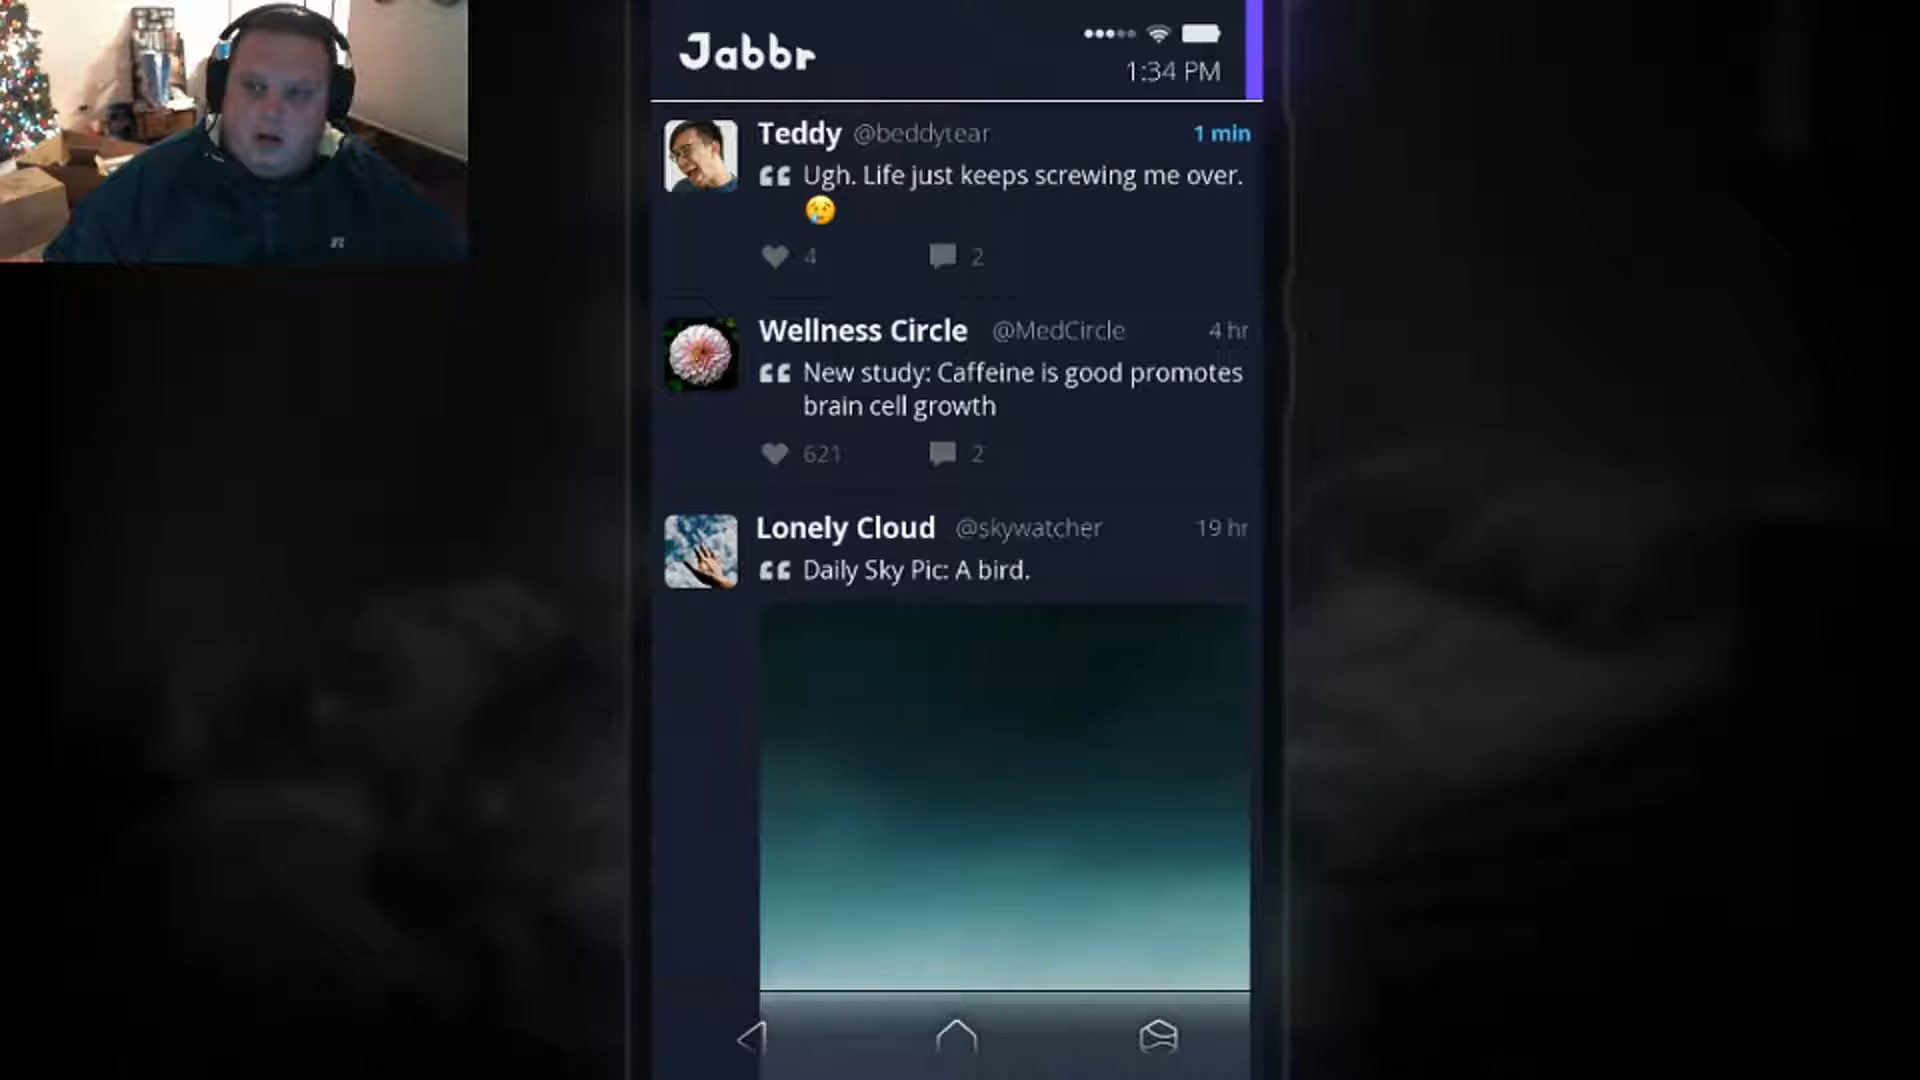 Jabbr
1:34 PM
Teddy @beddytear 1 min
Ugh. Life just keeps screwing me over.
😢
4 2
Wellness Circle @MedCircle 4 hr
New study: Caffeine is good promotes
brain cell growth
621 2
Lonely Cloud @skywatcher 19 hr
Daily Sky Pic: A bird.